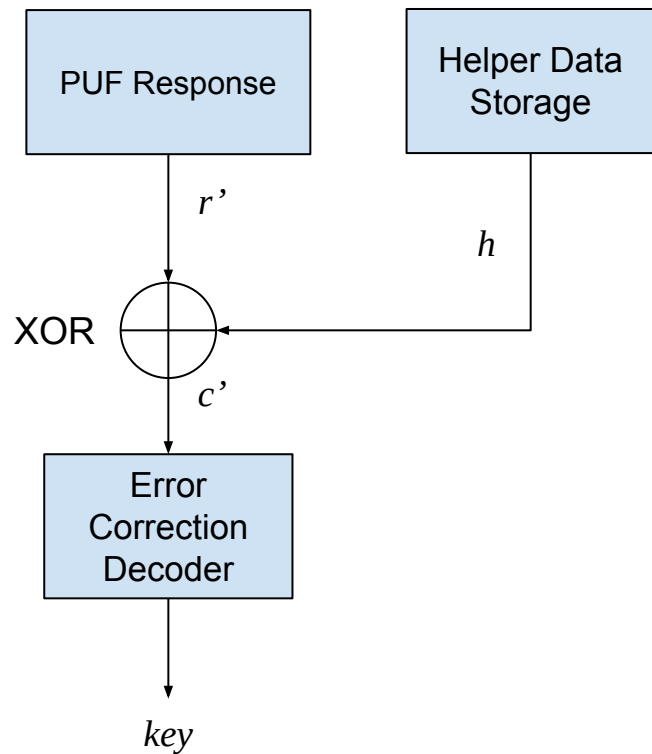 PUF Response
Helper Data
Storage
r’
h
XOR
c’
Error
Correction
Decoder
key